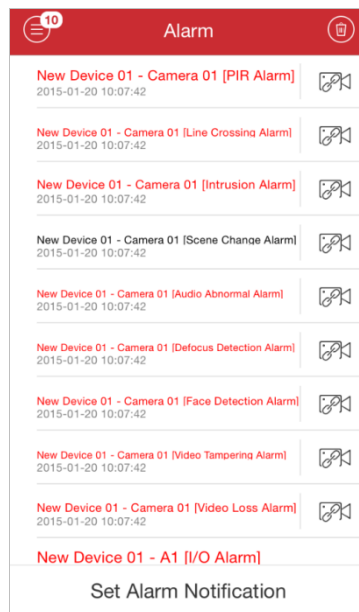 10
Alarm
New Device 01 - Camera 01 [PIR Alarm]
2015-01-20 10:07:42
New Device 01 - Camera 01 [Line Crossing Alarm]
2015-01-20 10:07:42
New Device 01 - Camera 01 [Intrusion Alarm]
2015-01-20 10:07:42
New Device 01 - Camera 01 [Scene Change Alarm]
2015-01-20 10:07:42
New Device 01 - Camera 01 [Audio Abnormal Alarm]
2015-01-20 10:07:42
New Device 01 - Camera 01 [Defocus Detection Alarm]
2015-01-20 10:07:42
New Device 01 - Camera 01 [Face Detection Alarm]
2015-01-20 10:07:42
New Device 01 - Camera 01 [Video Tampering Alarm]
2015-01-20 10:07:42
New Device 01 - Camera 01 [Video Loss Alarm]
2015-01-20 10:07:42
New Device 01 - A1 [I/O Alarm]
Set Alarm Notification